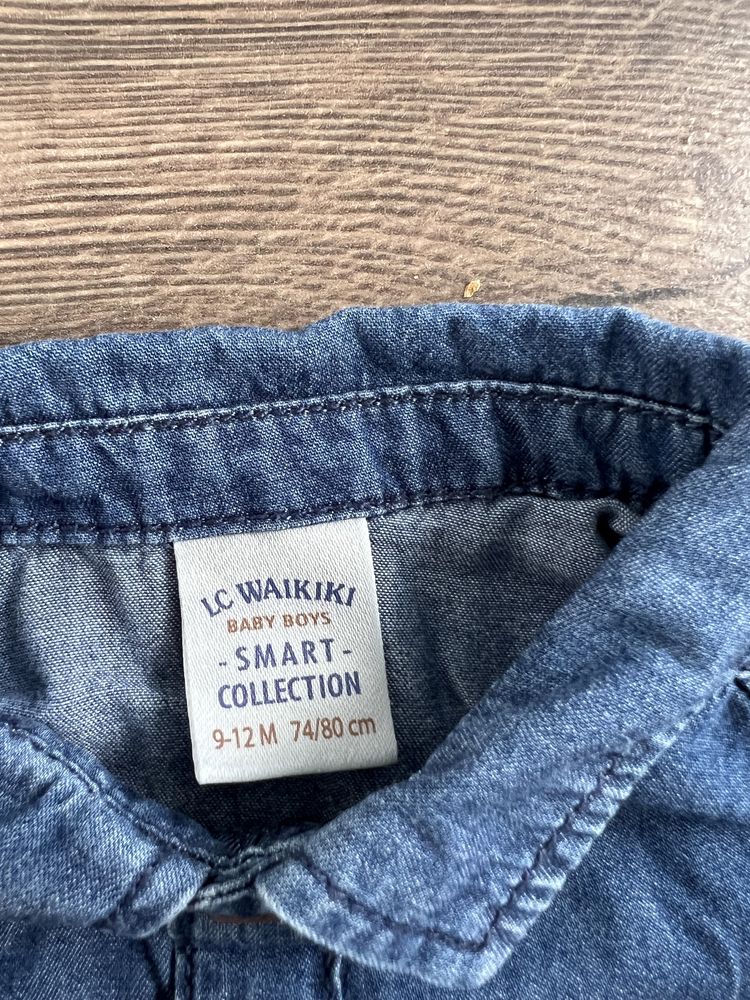 LC WAIKIKI
BABY BOYS
- SMART -
COLLECTION
9-12 M 74/80 cm